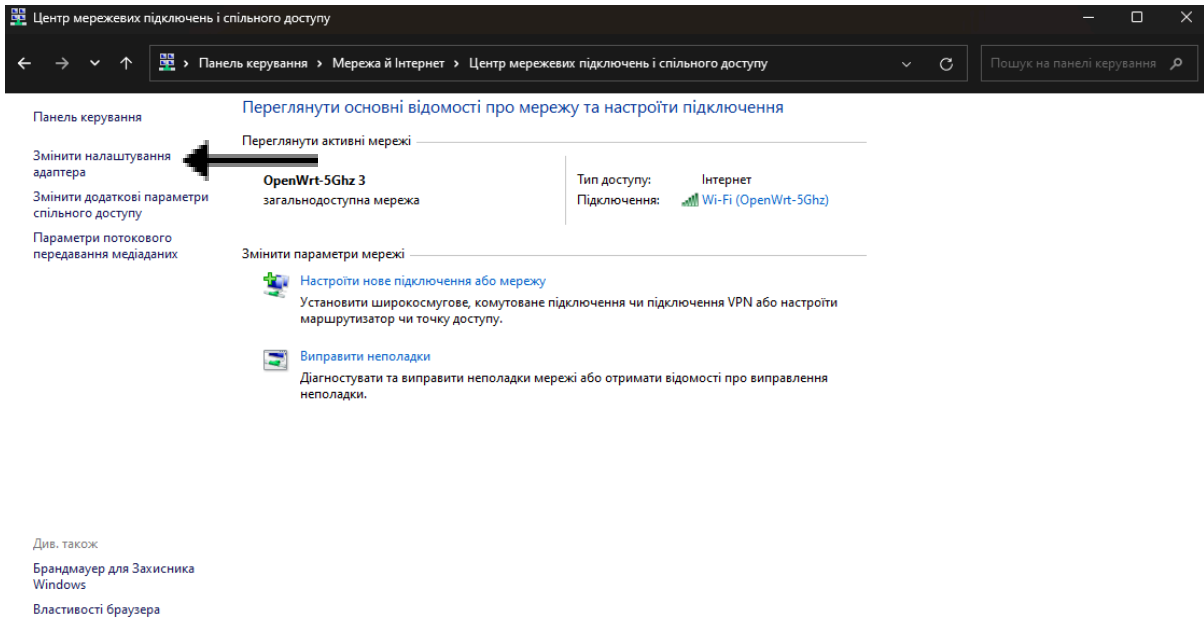 Центр мережевих підключень і спільного доступу
Панель керування › Мережа й Інтернет › Центр мережевих підключень і спільного доступу
Пошук на панелі керування
Панель керування
Змінити налаштування
адаптера
Змінити додаткові параметри
спільного доступу
Параметри потокового
передавання медіаданих
Переглянути основні відомості про мережу та настроїти підключення
Переглянути активні мережі
OpenWrt-5Ghz 3
загальнодоступна мережа
Тип доступу: Інтернет
Підключення: Wi-Fi (OpenWrt-5Ghz)
Змінити параметри мережі
Настроїти нове підключення або мережу
Установити широкосмугове, комутоване підключення чи підключення VPN або настроїти
маршрутизатор чи точку доступу.
Виправити неполадки
Діагностувати та виправити неполадки мережі або отримати відомості про виправлення
неполадки.
Див. також
Брандмауер для Захисника
Windows
Властивості браузера